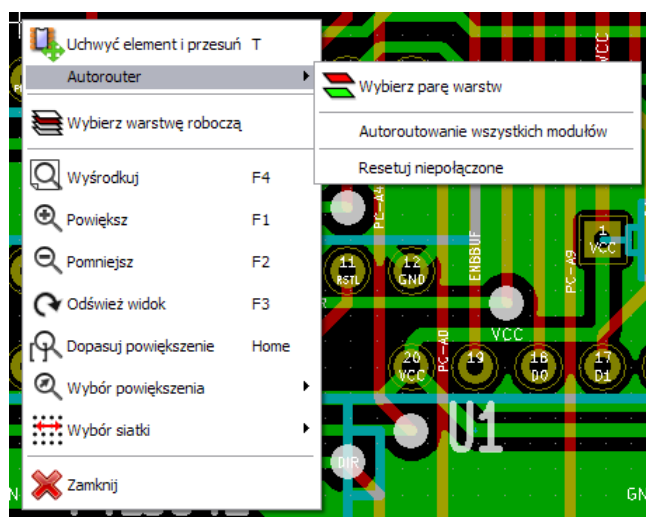 Uchwyć element i przesuń T
Autorouter
Wybierz warstwę roboczą
Wyśrodkuj F4
Powiększ F1
Pomniejsz F2
Odśwież widok F3
Dopasuj powiększenie Home
Wybór powiększenia
Wybór siatki
Zamknij
Wybierz parę warstw
Autoroutowanie wszystkich modułów
Resetuj niepołączone
VCC
PC-A4
11
RSTL
12
GND
ENBBUF
PC-A9
1
VCC
VCC
PC-A0
20
VCC
19
18
D0
17
D1
U1
DIR
GN